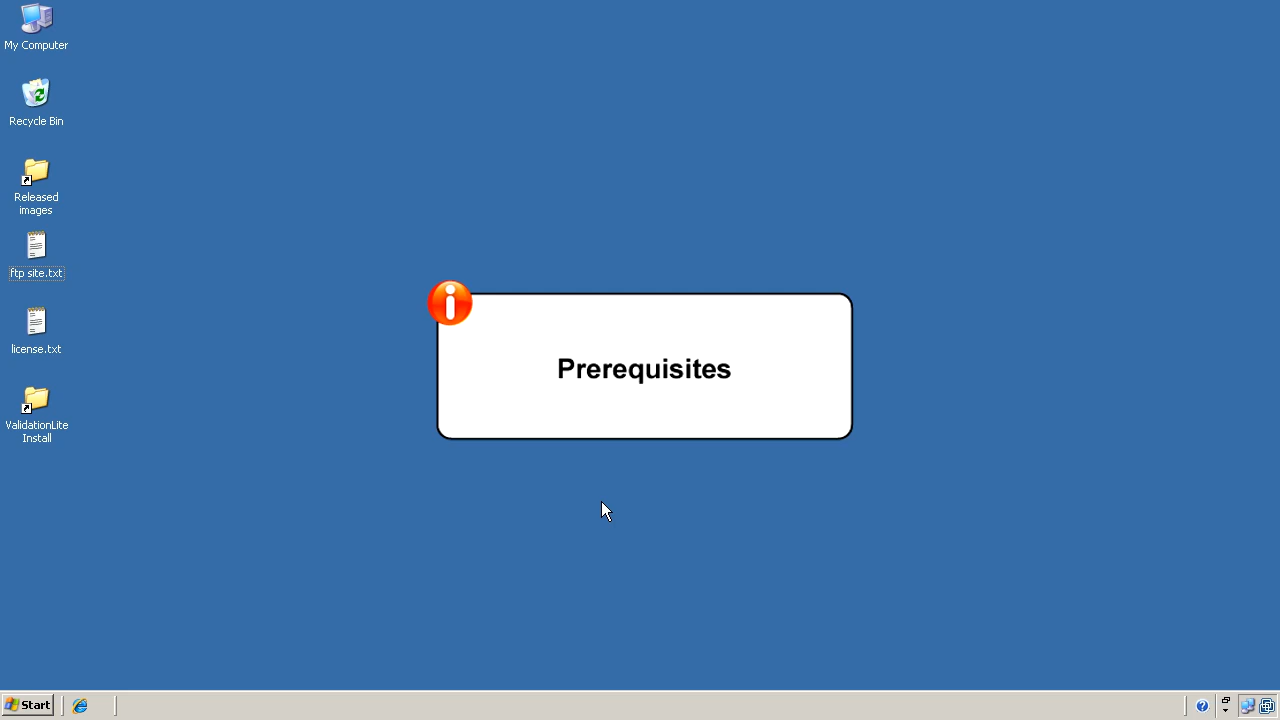 My Computer
Recycle Bin
Released
images
ftp site.txt
license.txt
ValidationLite
Install
Prerequisites
Start